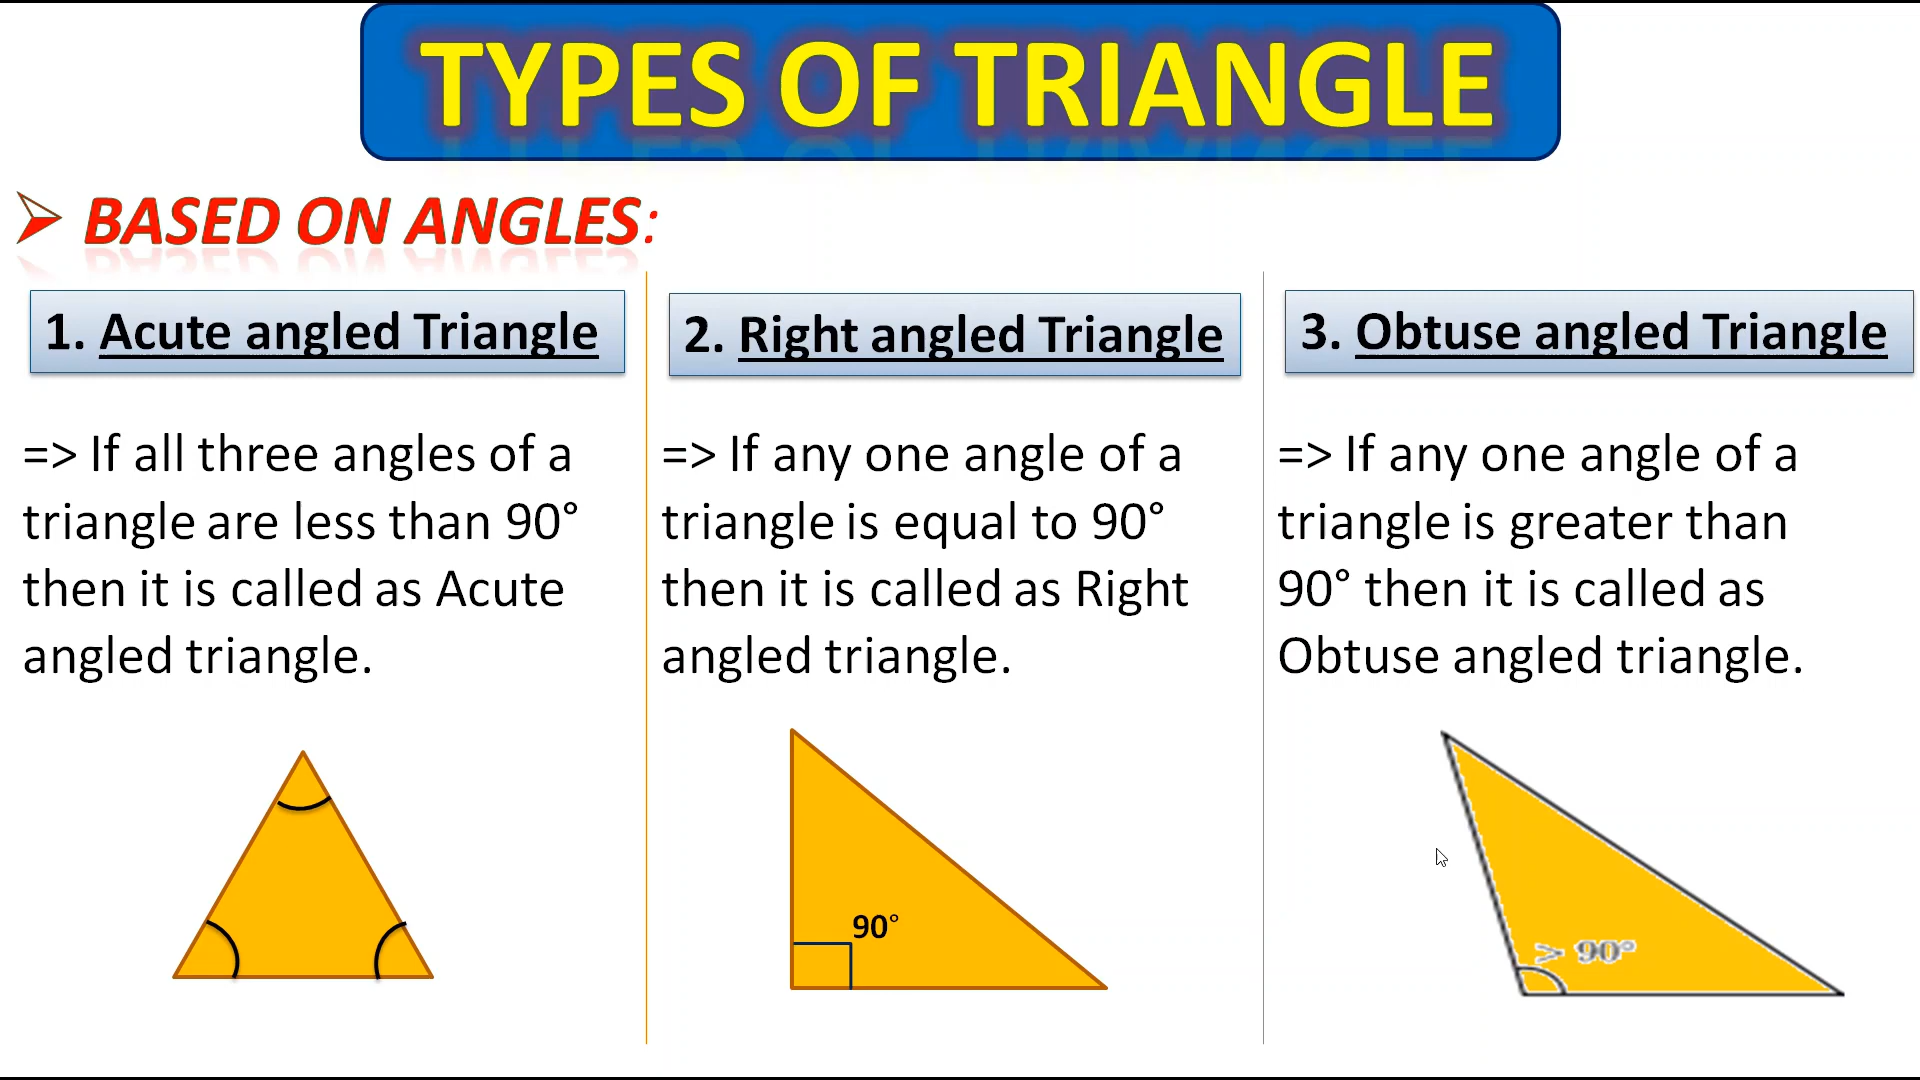 TYPES OF TRIANGLE
BASED ON ANGLES:
1. Acute angled Triangle
=> If all three angles of a
triangle are less than 90°
then it is called as Acute
angled triangle.
2. Right angled Triangle
=> If any one angle of a
triangle is equal to 90°
then it is called as Right
angled triangle.
90°
3. Obtuse angled Triangle
=> If any one angle of a
triangle is greater than
90° then it is called as
Obtuse angled triangle.
> 90°